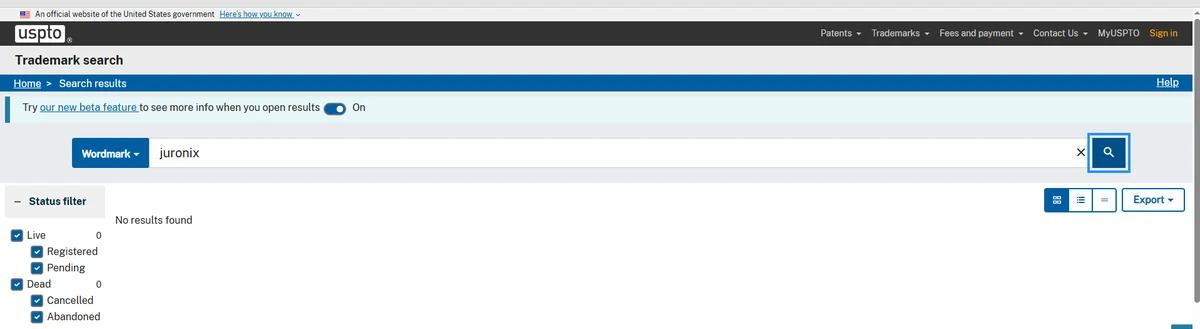 An official website of the United States government Here's how you know
uspto ®
Patents Trademarks Fees and payment Contact Us MyUSPTO Sign in
Trademark search
Home > Search results
Help
Try our new beta feature to see more info when you open results On
Wordmark juronix
Status filter
Export
No results found
Live 0
Registered
Pending
Dead 0
Cancelled
Abandoned